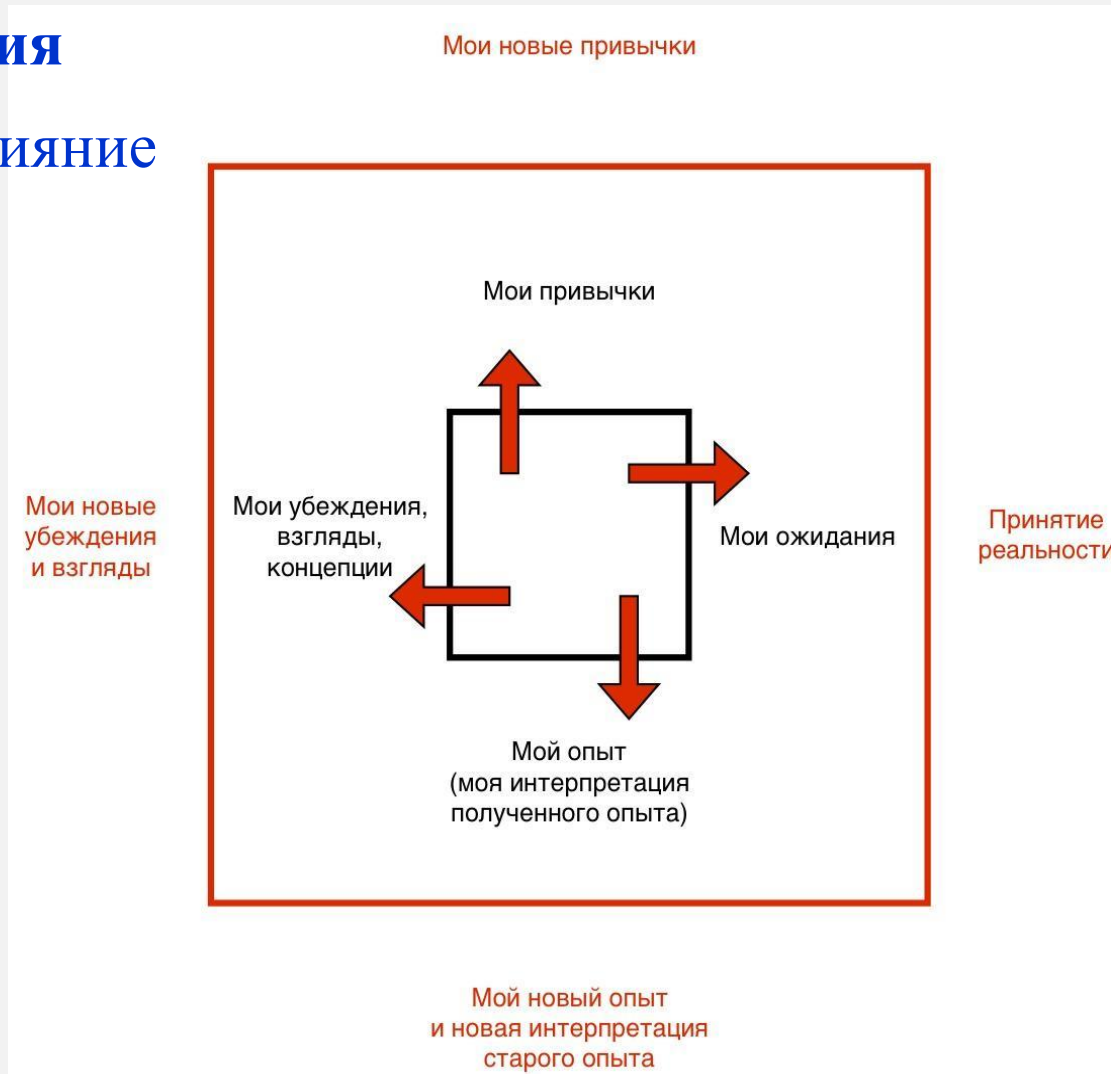 ия
Мои новые привычки
ияние
Мои привычки
Мои новые
убеждения
и взгляды
Мои убеждения,
взгляды,
концепции
Мои ожидания
Принятие
реальности
Мой опыт
(моя интерпретация
полученного опыта)
Мой новый опыт
и новая интерпретация
старого опыта